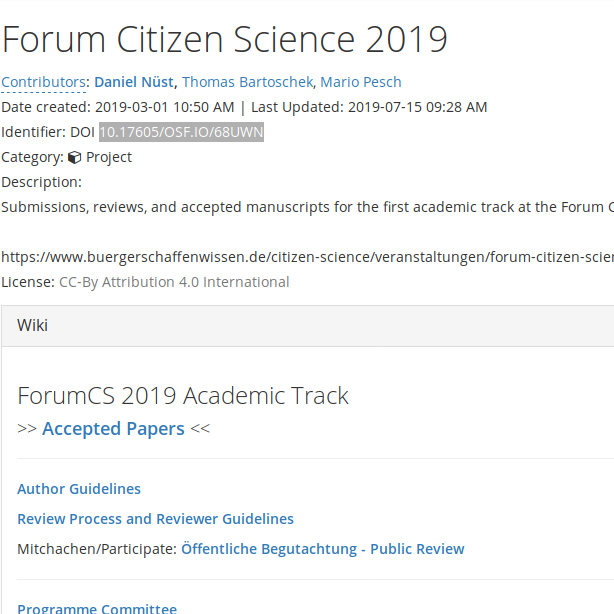 Forum Citizen Science 2019
Contributors: Daniel Nüst, Thomas Bartoschek, Mario Pesch
Date created: 2019-03-01 10:50 AM | Last Updated: 2019-07-15 09:28 AM
Identifier: DOI 10.17605/OSF.IO/68UWN
Category: Project
Description:
Submissions, reviews, and accepted manuscripts for the first academic track at the Forum C
https://www.buergerschaffenwissen.de/citizen-science/veranstaltungen/forum-citizen-scie
License: CC-By Attribution 4.0 International
Wiki
ForumCS 2019 Academic Track
>> Accepted Papers <<
Author Guidelines
Review Process and Reviewer Guidelines
Mitchachen/Participate: Öffentliche Begutachtung - Public Review
Programme Committee